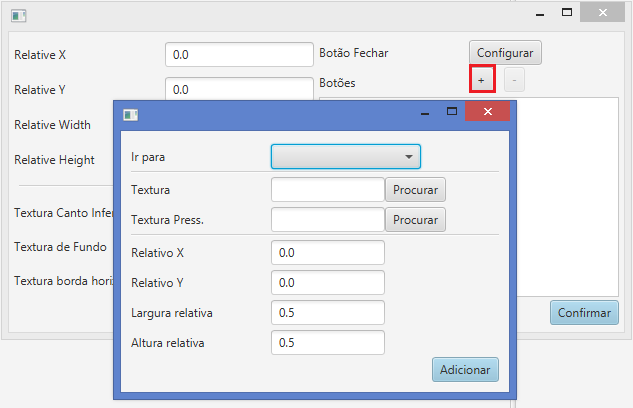 Relative X 0.0 Botão Fechar Configurar
Relative Y 0.0 Botões + -
Relative Width
Relative Height
Textura Canto Infe
Textura de Fundo
Textura borda hori
Confirmar
Ir para
Textura Procurar
Textura Press. Procurar
Relativo X 0.0
Relativo Y 0.0
Largura relativa 0.5
Altura relativa 0.5
Adicionar